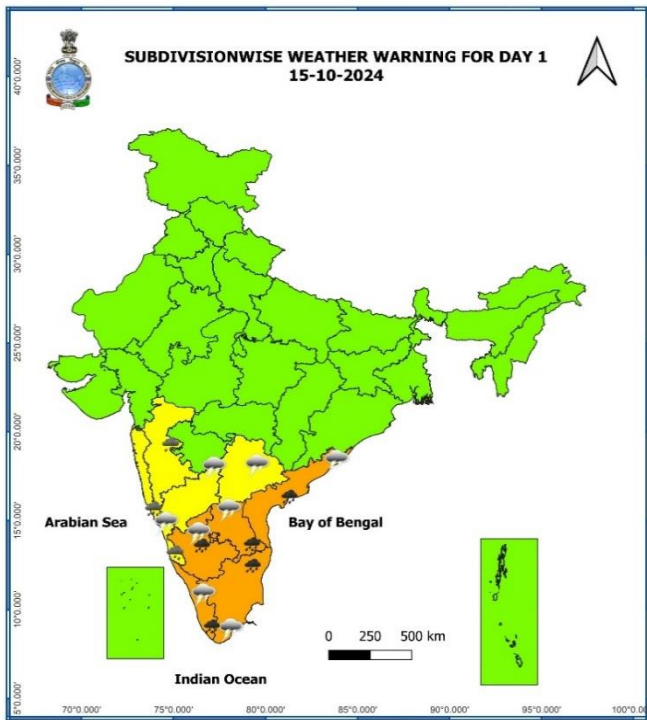 SUBDIVISIONWISE WEATHER WARNING FOR DAY 1
15-10-2024
40°0.000'
35°0.000'
30°0.000'
25°0.000'
20°0.000'
15°0.000'
10°0.000'
5°0.000'
Arabian Sea
Bay of Bengal
0 250 500 km
Indian Ocean
70°0.000' 75°0.000' 80°0.000' 85°0.000' 90°0.000' 95°0.000' 100°0.000'